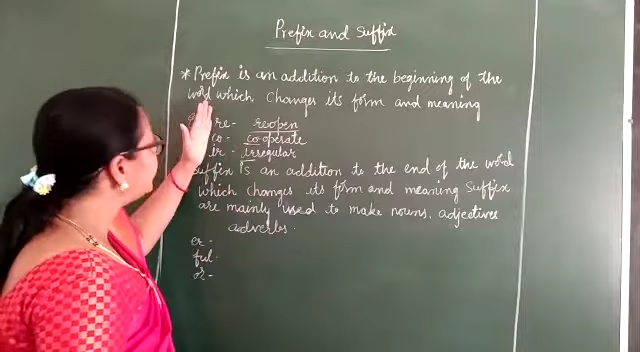 Prefix and Suffix
* Prefix is an addition to the beginning of the
word which changes its form and meaning
re- reopen
co- cooperate
ir- irregular
Suffix is an addition to the end of the word
which changes its form and meaning Suffix
are mainly used to make nouns, adjectives
adverbs.
er-
ful-
or-